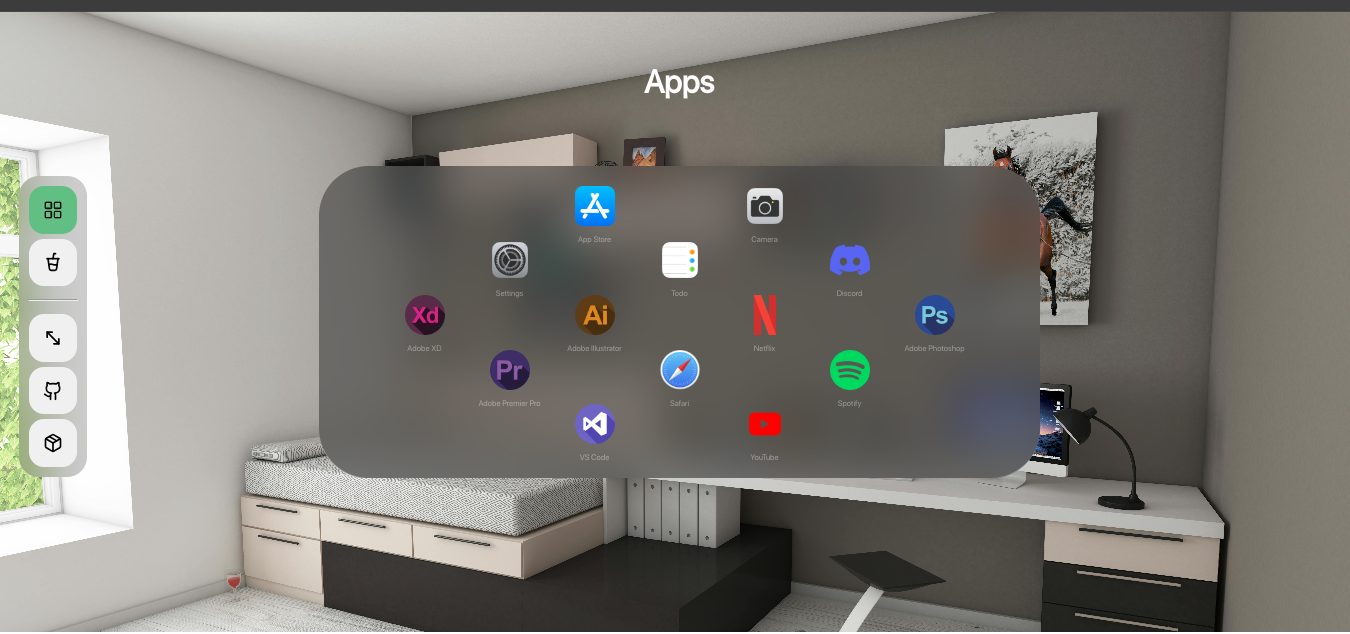 Apps
App Store
Camera
Settings
Todo
Discord
Xd
Adobe XD
Ai
Adobe Illustrator
Netflix
Ps
Adobe Photoshop
Pr
Adobe Premier Pro
Safari
Spotify
VS Code
YouTube